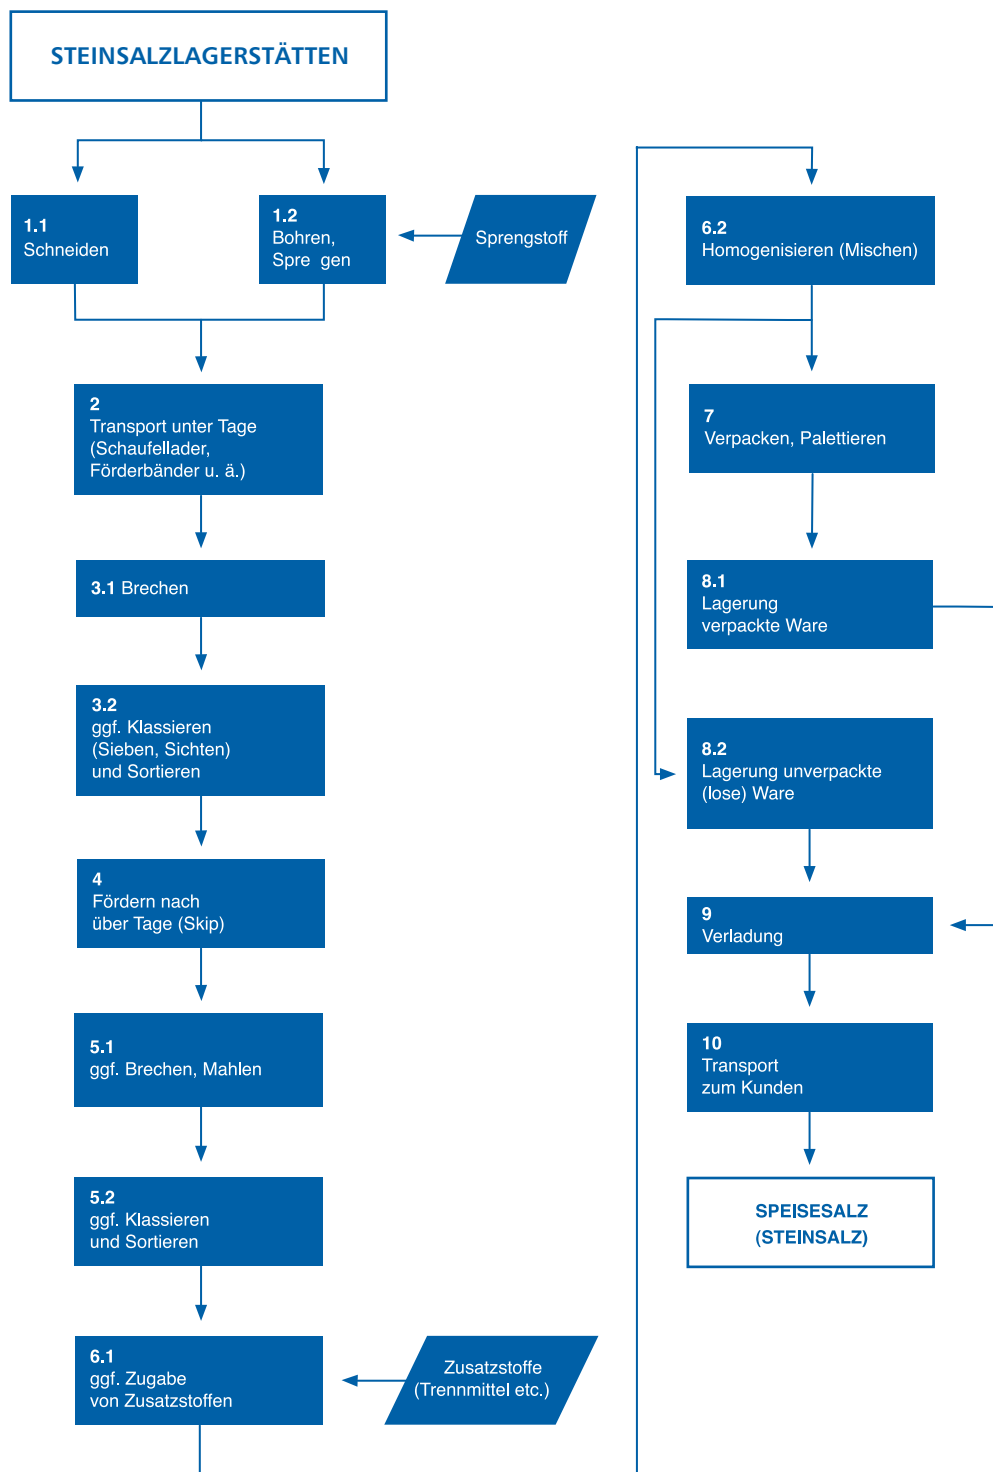 STEINSALZLAGERSTÄTTEN
1.1
Schneiden
1.2
Bohren,
Spre gen
Sprengstoff
2
Transport unter Tage
(Schaufellader,
Förderbänder u. ä.)
3.1 Brechen
3.2
ggf. Klassieren
(Sieben, Sichten)
und Sortieren
4
Fördern nach
über Tage (Skip)
5.1
ggf. Brechen, Mahlen
5.2
ggf. Klassieren
und Sortieren
6.1
ggf. Zugabe
von Zusatzstoffen
Zusatzstoffe
(Trennmittel etc.)
6.2
Homogenisieren (Mischen)
7
Verpacken, Palettieren
8.1
Lagerung
verpackte Ware
8.2
Lagerung unverpackte
(lose) Ware
9
Verladung
10
Transport
zum Kunden
SPEISESALZ
(STEINSALZ)